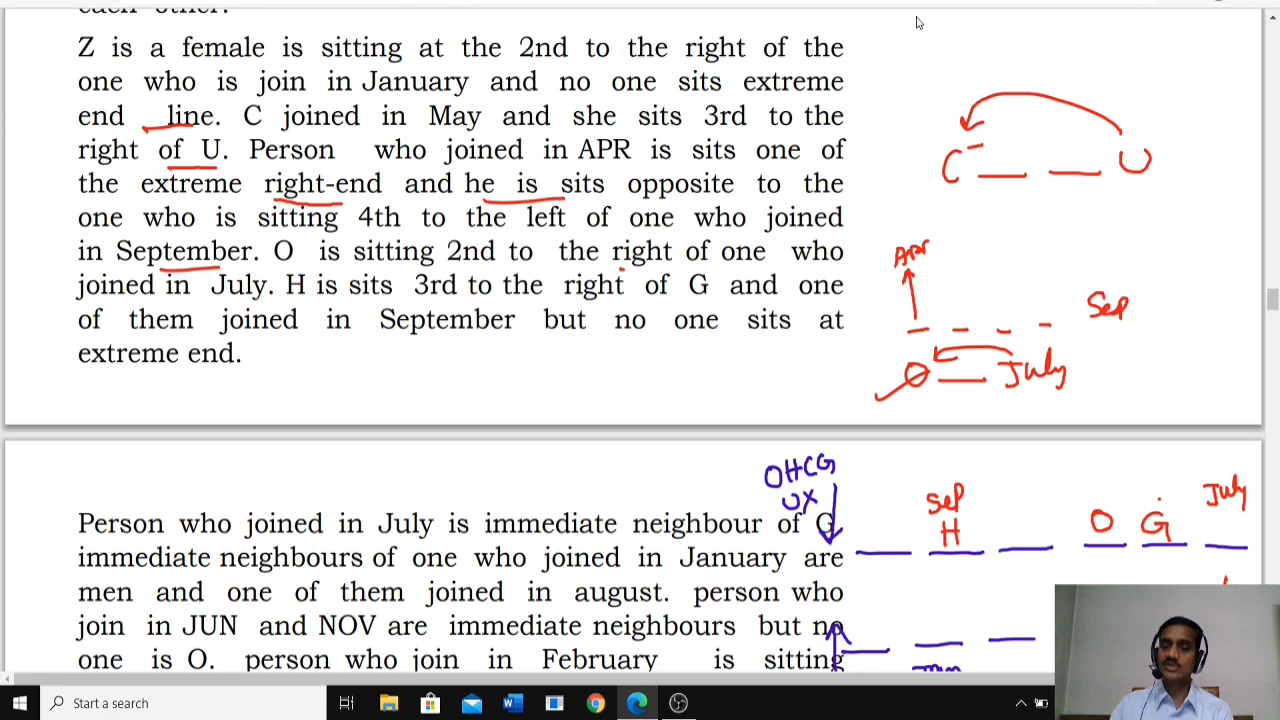 each other.
Z is a female is sitting at the 2nd to the right of the
one who is join in January and no one sits extreme
end line. C joined in May and she sits 3rd to the
right of U. Person who joined in APR is sits one of
the extreme right-end and he is sits opposite to the
one who is sitting 4th to the left of one who joined
in September. O is sitting 2nd to the right of one who
joined in July. H is sits 3rd to the right of G and one
of them joined in September but no one sits at
extreme end.
C U
APR
Sep
O July
Person who joined in July is immediate neighbour of G
immediate neighbours of one who joined in January are
men and one of them joined in august. person who
join in JUN and NOV are immediate neighbours but no
one is O. person who join in February is sitting
OHCG
UX
Sep July
H O G
Start a search